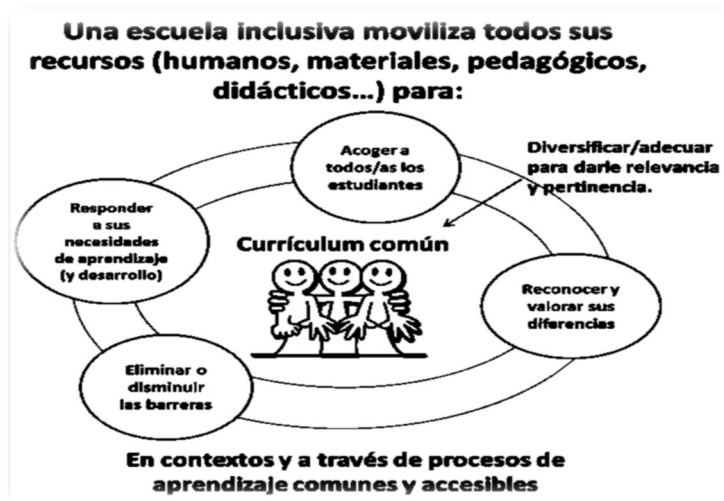 Una escuela inclusiva moviliza todos sus
recursos (humanos, materiales, pedagógicos,
didácticos...) para:
Acoger a
todos/as los
estudiantes
Diversificar/adecuar
para darle relevancia
y pertinencia.
Responder
a sus
necesidades
de aprendizaje
(y desarrollo)
Currículum común
Reconocer y
valorar sus
diferencias
Eliminar o
disminuir
las barreras
En contextos y a través de procesos de
aprendizaje comunes y accesibles